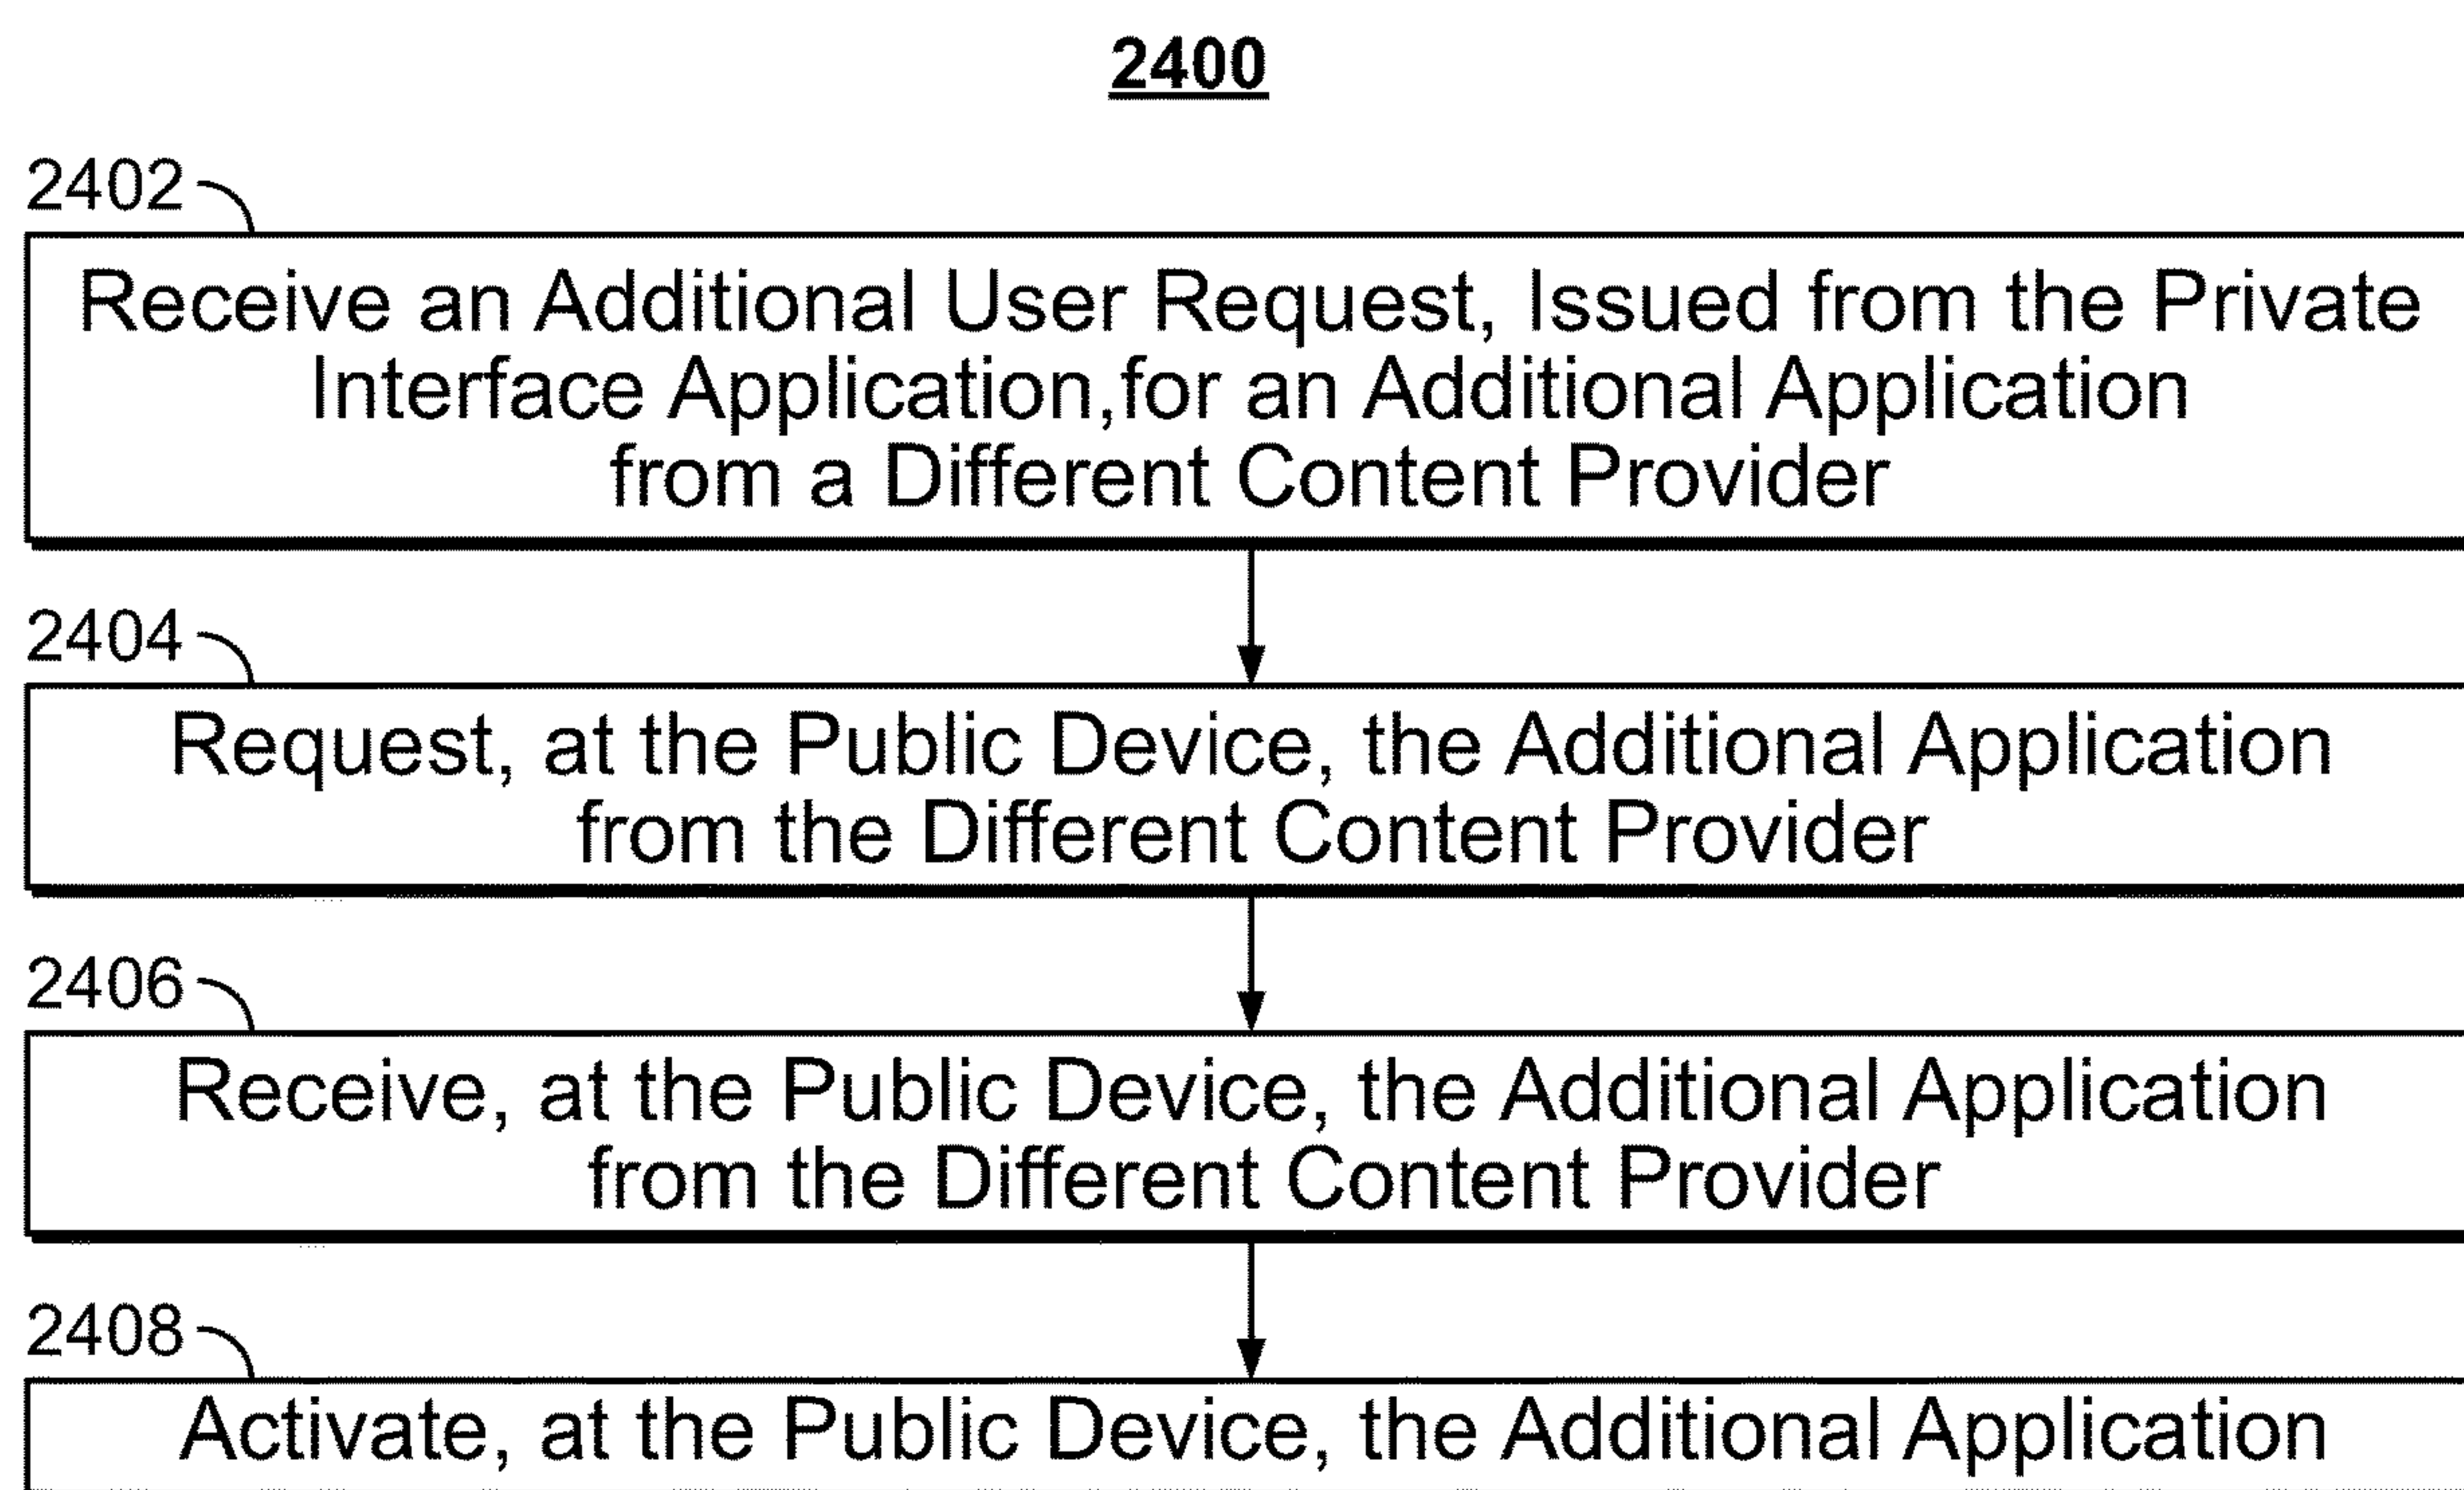 2400
2402
Receive an Additional User Request, Issued from the Private
Interface Application,for an Additional Application
from a Different Content Provider
2404
Request, at the Public Device, the Additional Application
from the Different Content Provider
2406
Receive, at the Public Device, the Additional Application
from the Different Content Provider
2408
Activate, at the Public Device, the Additional Application